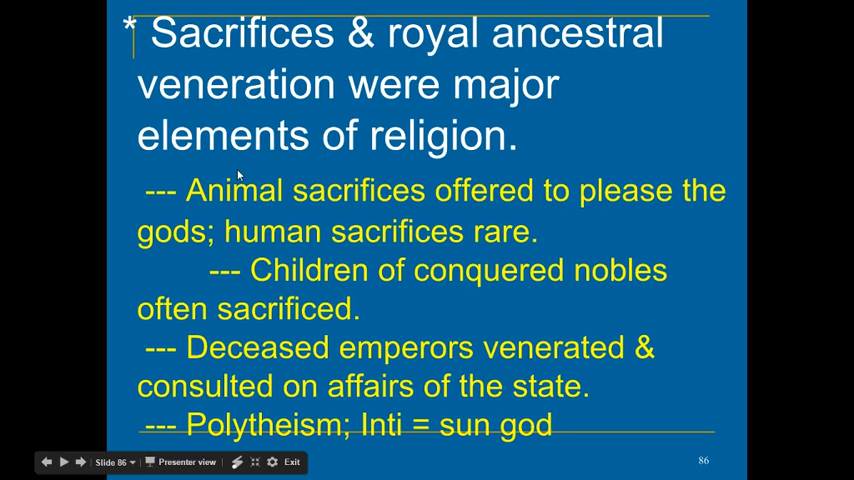 * Sacrifices & royal ancestral
veneration were major
elements of religion.
--- Animal sacrifices offered to please the
gods; human sacrifices rare.
--- Children of conquered nobles
often sacrificed.
--- Deceased emperors venerated &
consulted on affairs of the state.
--- Polytheism; Inti = sun god
Slide 86 Presenter view Exit
86